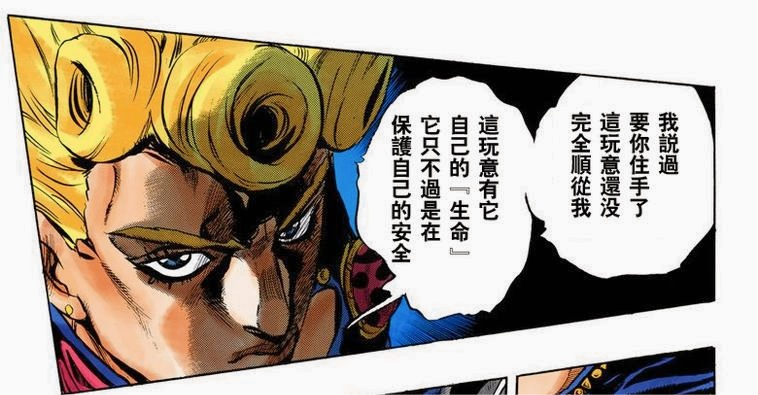 我說過
要你住手了
這玩意還没
完全順從我
這玩意有它
自己的『生命』
它只不過是在
保護自己的安全